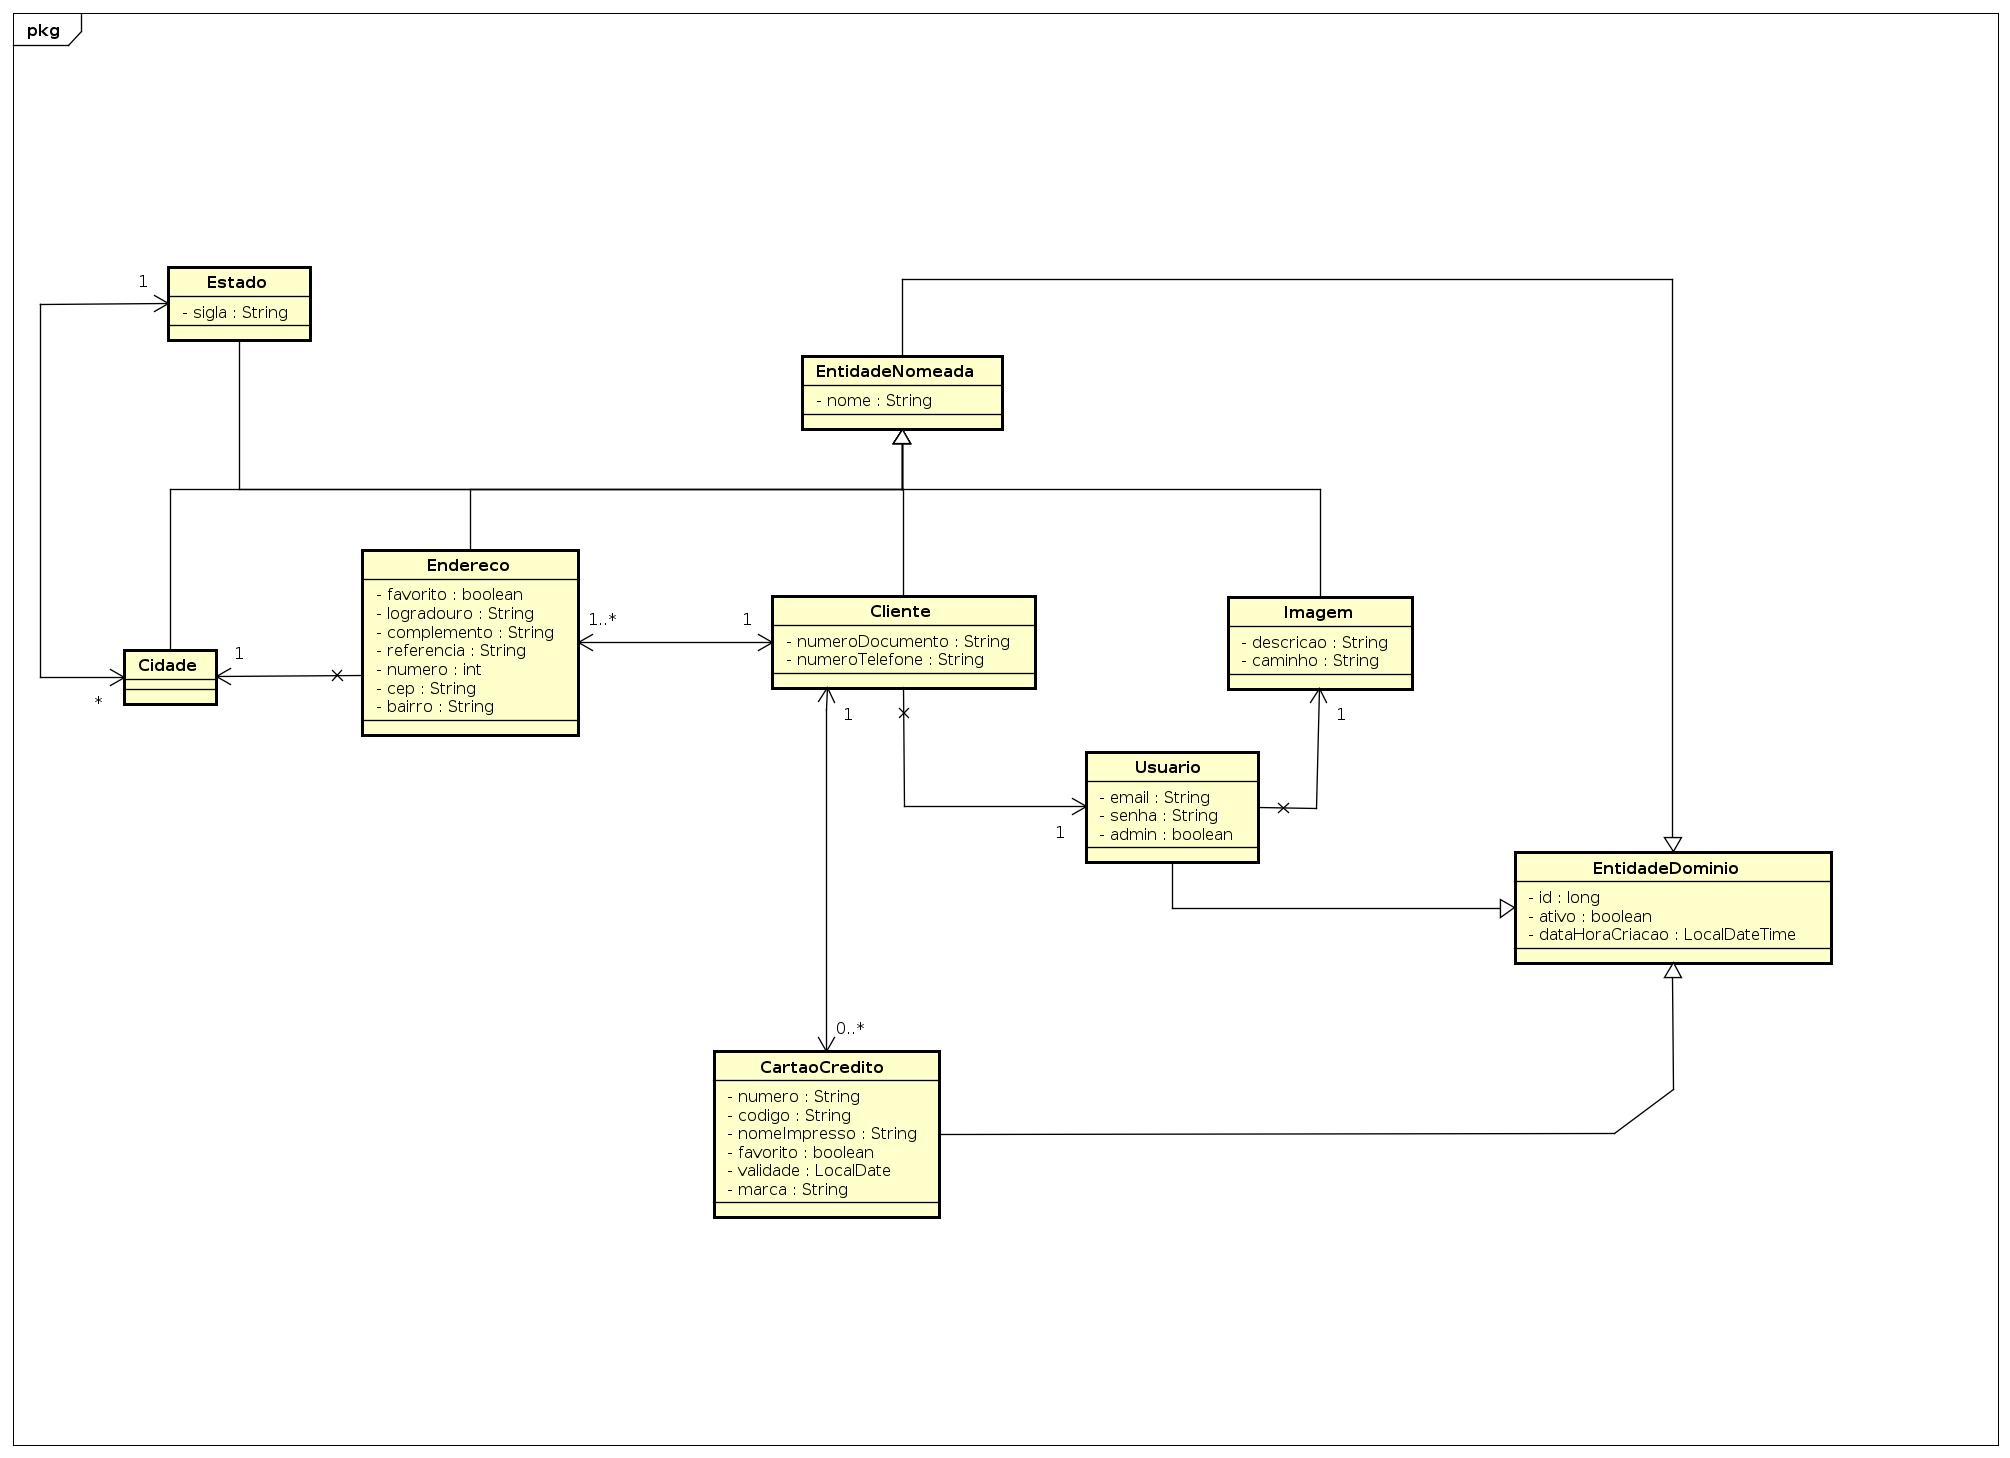 pkg
1
Estado
- sigla : String
EntidadeNomeada
- nome : String
Endereco
- favorito : boolean
- logradouro : String
- complemento : String
- referencia : String
- numero : int
- cep : String
- bairro : String
1..*
1
Cliente
- numeroDocumento : String
- numeroTelefone : String
1
Imagem
- descricao : String
- caminho : String
1
Cidade
1
*
Usuario
- email : String
- senha : String
- admin : boolean
1
EntidadeDominio
- id : long
- ativo : boolean
- dataHoraCriacao : LocalDateTime
0..*
CartaoCredito
- numero : String
- codigo : String
- nomeImpresso : String
- favorito : boolean
- validade : LocalDate
- marca : String